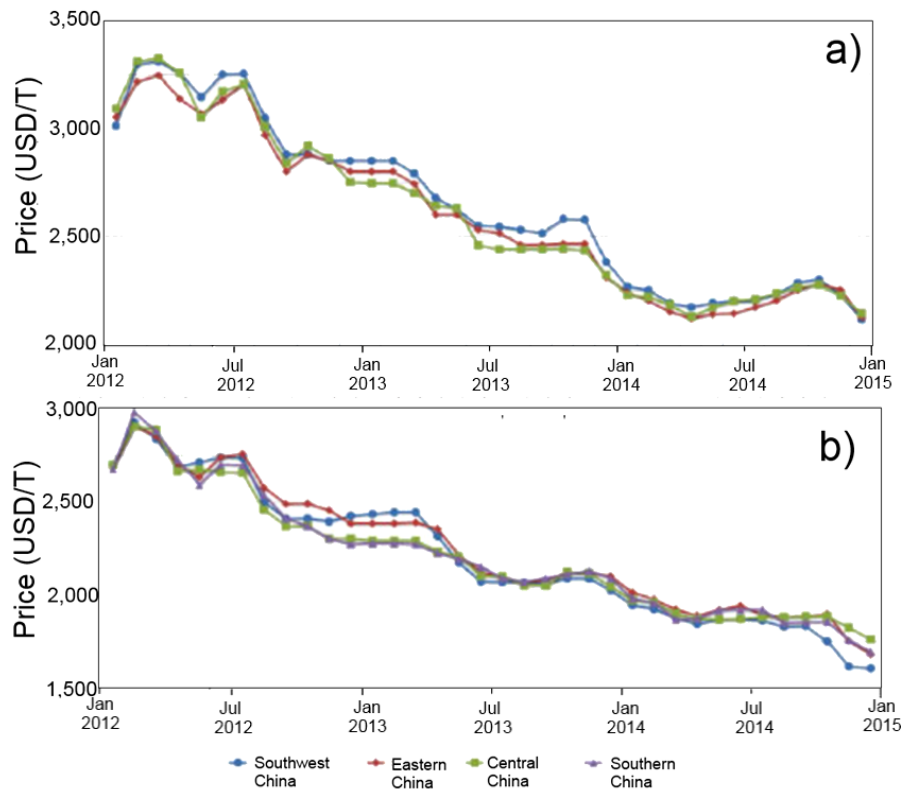 3,500
a)
3,000
Price (USD/T)
2,500
2,000
Jan Jul Jan Jul Jan Jul Jan
2012 2012 2013 2013 2014 2014 2015
3,000
b)
2,500
Price (USD/T)
2,000
1,500
Jan Jul Jan Jul Jan Jul Jan
2012 2012 2013 2013 2014 2014 2015
Southwest Eastern Central Southern
China China China China